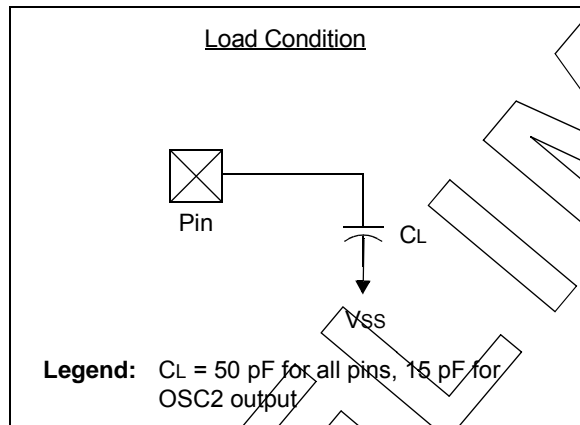 Load Condition
Pin
CL
VSS
Legend: CL = 50 pF for all pins, 15 pF for
OSC2 output